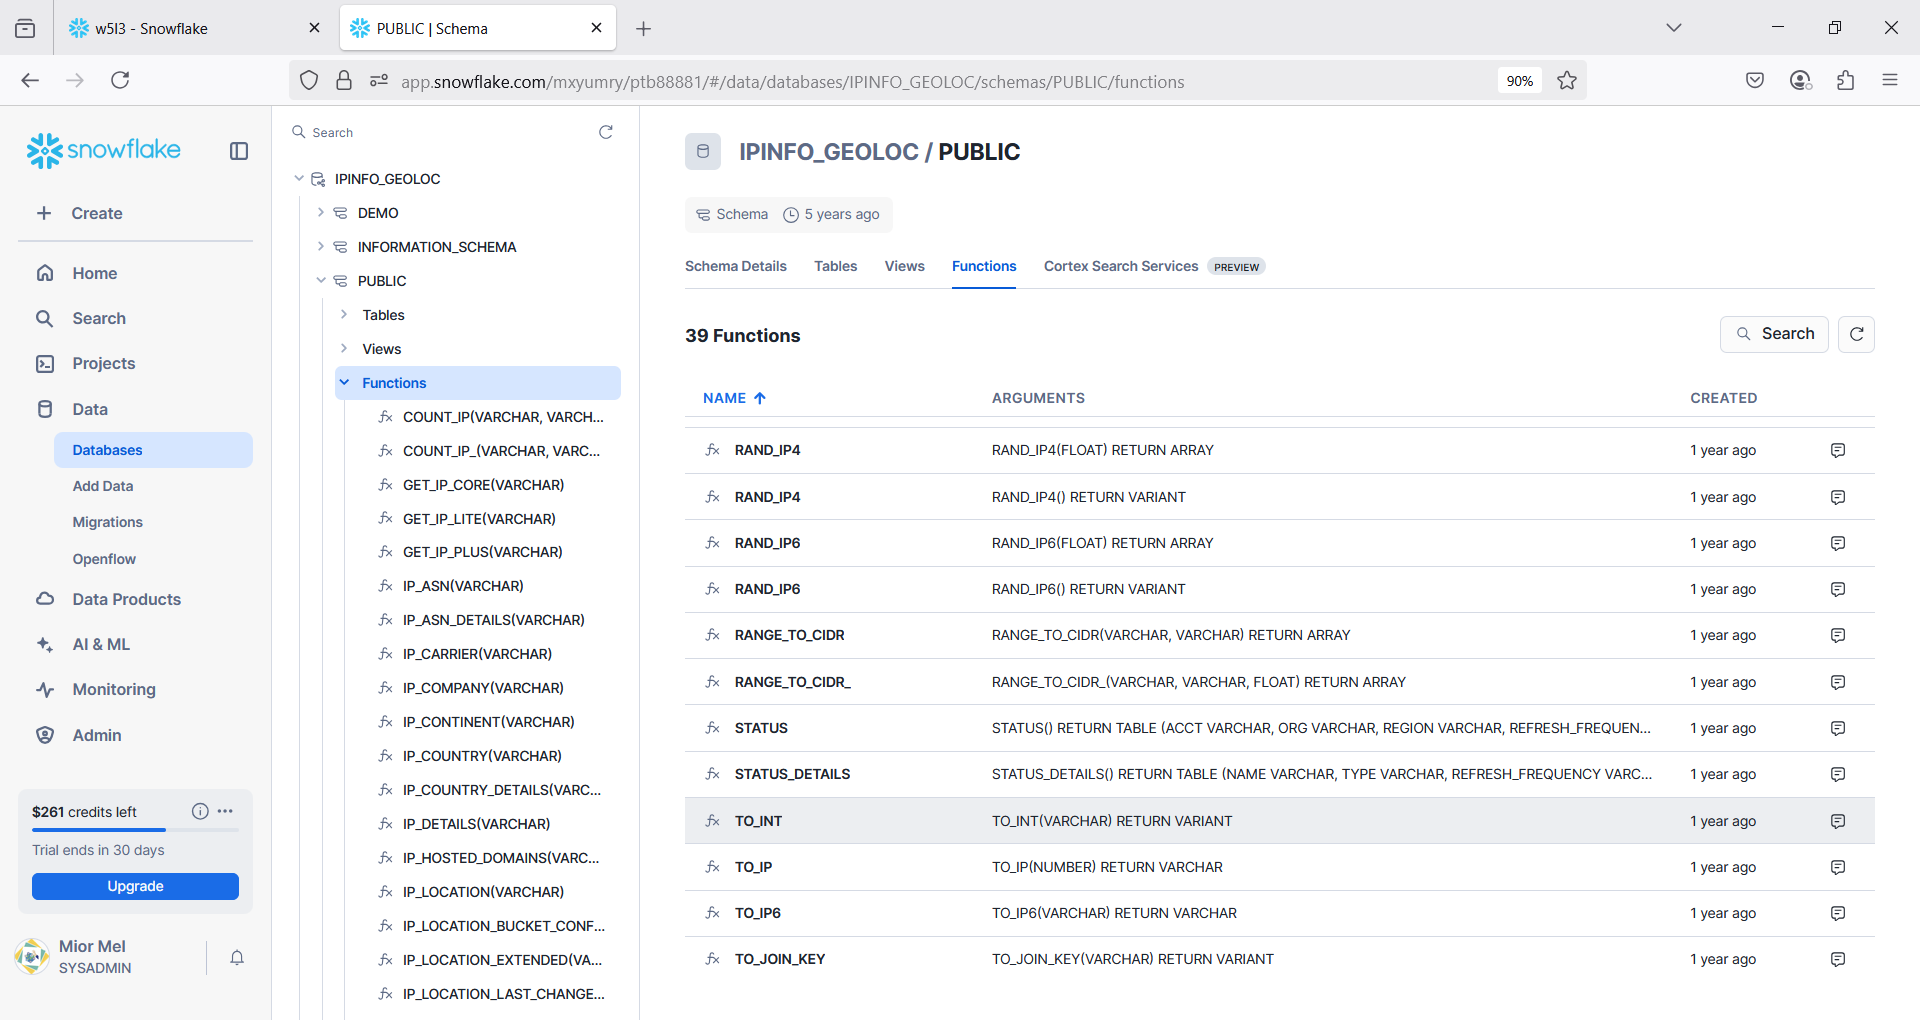 w5l3 - Snowflake
PUBLIC | Schema
app.snowflake.com/mxyumry/ptb88881/#/data/databases/IPINFO_GEOLOC/schemas/PUBLIC/functions
90%
snowflake
Create
Home
Search
Projects
Data
Databases
Add Data
Migrations
Openflow
Data Products
AI & ML
Monitoring
Admin
$261 credits left
Trial ends in 30 days
Upgrade
Mior Mel
SYSADMIN
Search
IPINFO_GEOLOC
DEMO
INFORMATION_SCHEMA
PUBLIC
Tables
Views
Functions
COUNT_IP(VARCHAR, VARCH...
COUNT_IP_(VARCHAR, VARC...
GET_IP_CORE(VARCHAR)
GET_IP_LITE(VARCHAR)
GET_IP_PLUS(VARCHAR)
IP_ASN(VARCHAR)
IP_ASN_DETAILS(VARCHAR)
IP_CARRIER(VARCHAR)
IP_COMPANY(VARCHAR)
IP_CONTINENT(VARCHAR)
IP_COUNTRY(VARCHAR)
IP_COUNTRY_DETAILS(VARC...
IP_DETAILS(VARCHAR)
IP_HOSTED_DOMAINS(VARC...
IP_LOCATION(VARCHAR)
IP_LOCATION_BUCKET_CONF...
IP_LOCATION_EXTENDED(VA...
IP_LOCATION_LAST_CHANGE...
IPINFO_GEOLOC / PUBLIC
Schema 5 years ago
Schema Details Tables Views Functions Cortex Search Services PREVIEW
39 Functions
Search
NAME ARGUMENTS CREATED
RAND_IP4 RAND_IP4(FLOAT) RETURN ARRAY 1 year ago
RAND_IP4 RAND_IP4() RETURN VARIANT 1 year ago
RAND_IP6 RAND_IP6(FLOAT) RETURN ARRAY 1 year ago
RAND_IP6 RAND_IP6() RETURN VARIANT 1 year ago
RANGE_TO_CIDR RANGE_TO_CIDR(VARCHAR, VARCHAR) RETURN ARRAY 1 year ago
RANGE_TO_CIDR_ RANGE_TO_CIDR_(VARCHAR, VARCHAR, FLOAT) RETURN ARRAY 1 year ago
STATUS STATUS() RETURN TABLE (ACCT VARCHAR, ORG VARCHAR, REGION VARCHAR, REFRESH_FREQUEN... 1 year ago
STATUS_DETAILS STATUS_DETAILS() RETURN TABLE (NAME VARCHAR, TYPE VARCHAR, REFRESH_FREQUENCY VARC... 1 year ago
TO_INT TO_INT(VARCHAR) RETURN VARIANT 1 year ago
TO_IP TO_IP(NUMBER) RETURN VARCHAR 1 year ago
TO_IP6 TO_IP6(VARCHAR) RETURN VARCHAR 1 year ago
TO_JOIN_KEY TO_JOIN_KEY(VARCHAR) RETURN VARIANT 1 year ago